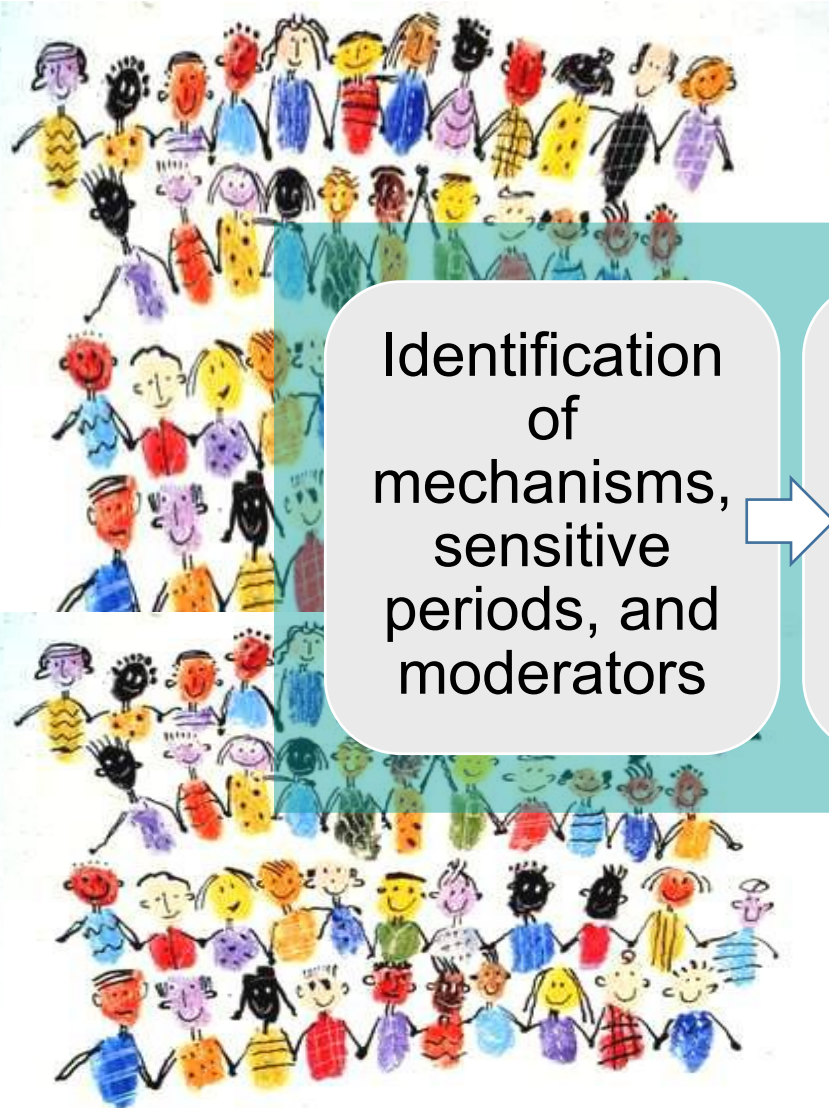 Identification
of
mechanisms,
sensitive
periods, and
moderators